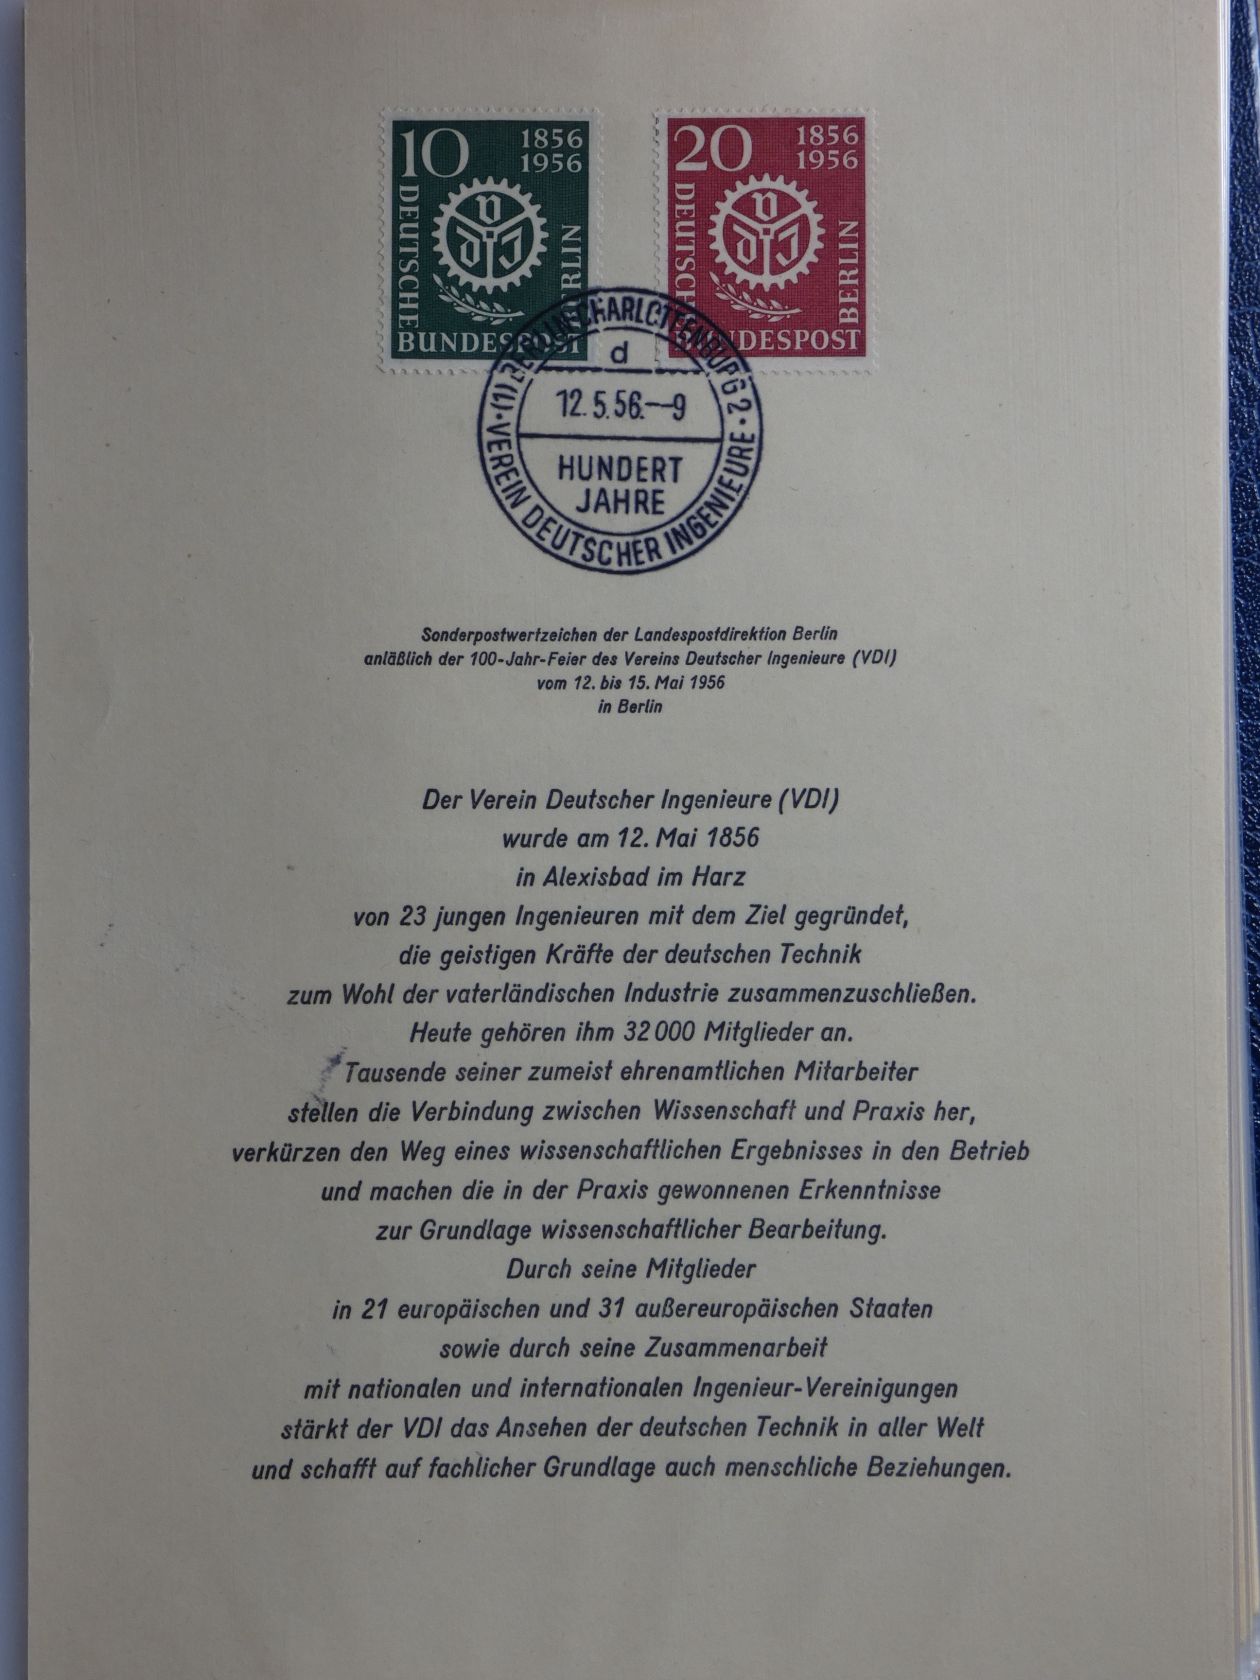 10 1856
1956
DEUTSCHE
BUNDESPOST
BERLIN
VDI
20 1856
1956
DEUTSCHE
BUNDESPOST
BERLIN
VDI
(1) BERLIN-CHARLOTTENBURG 2
d
12.5.56.--9
HUNDERT
JAHRE
VEREIN DEUTSCHER INGENIEURE
Sonderpostwertzeichen der Landespostdirektion Berlin
anläßlich der 100-Jahr-Feier des Vereins Deutscher Ingenieure (VDI)
vom 12. bis 15. Mai 1956
in Berlin
Der Verein Deutscher Ingenieure (VDI)
wurde am 12. Mai 1856
in Alexisbad im Harz
von 23 jungen Ingenieuren mit dem Ziel gegründet,
die geistigen Kräfte der deutschen Technik
zum Wohl der vaterländischen Industrie zusammenzuschließen.
Heute gehören ihm 32 000 Mitglieder an.
Tausende seiner zumeist ehrenamtlichen Mitarbeiter
stellen die Verbindung zwischen Wissenschaft und Praxis her,
verkürzen den Weg eines wissenschaftlichen Ergebnisses in den Betrieb
und machen die in der Praxis gewonnenen Erkenntnisse
zur Grundlage wissenschaftlicher Bearbeitung.
Durch seine Mitglieder
in 21 europäischen und 31 außereuropäischen Staaten
sowie durch seine Zusammenarbeit
mit nationalen und internationalen Ingenieur-Vereinigungen
stärkt der VDI das Ansehen der deutschen Technik in aller Welt
und schafft auf fachlicher Grundlage auch menschliche Beziehungen.